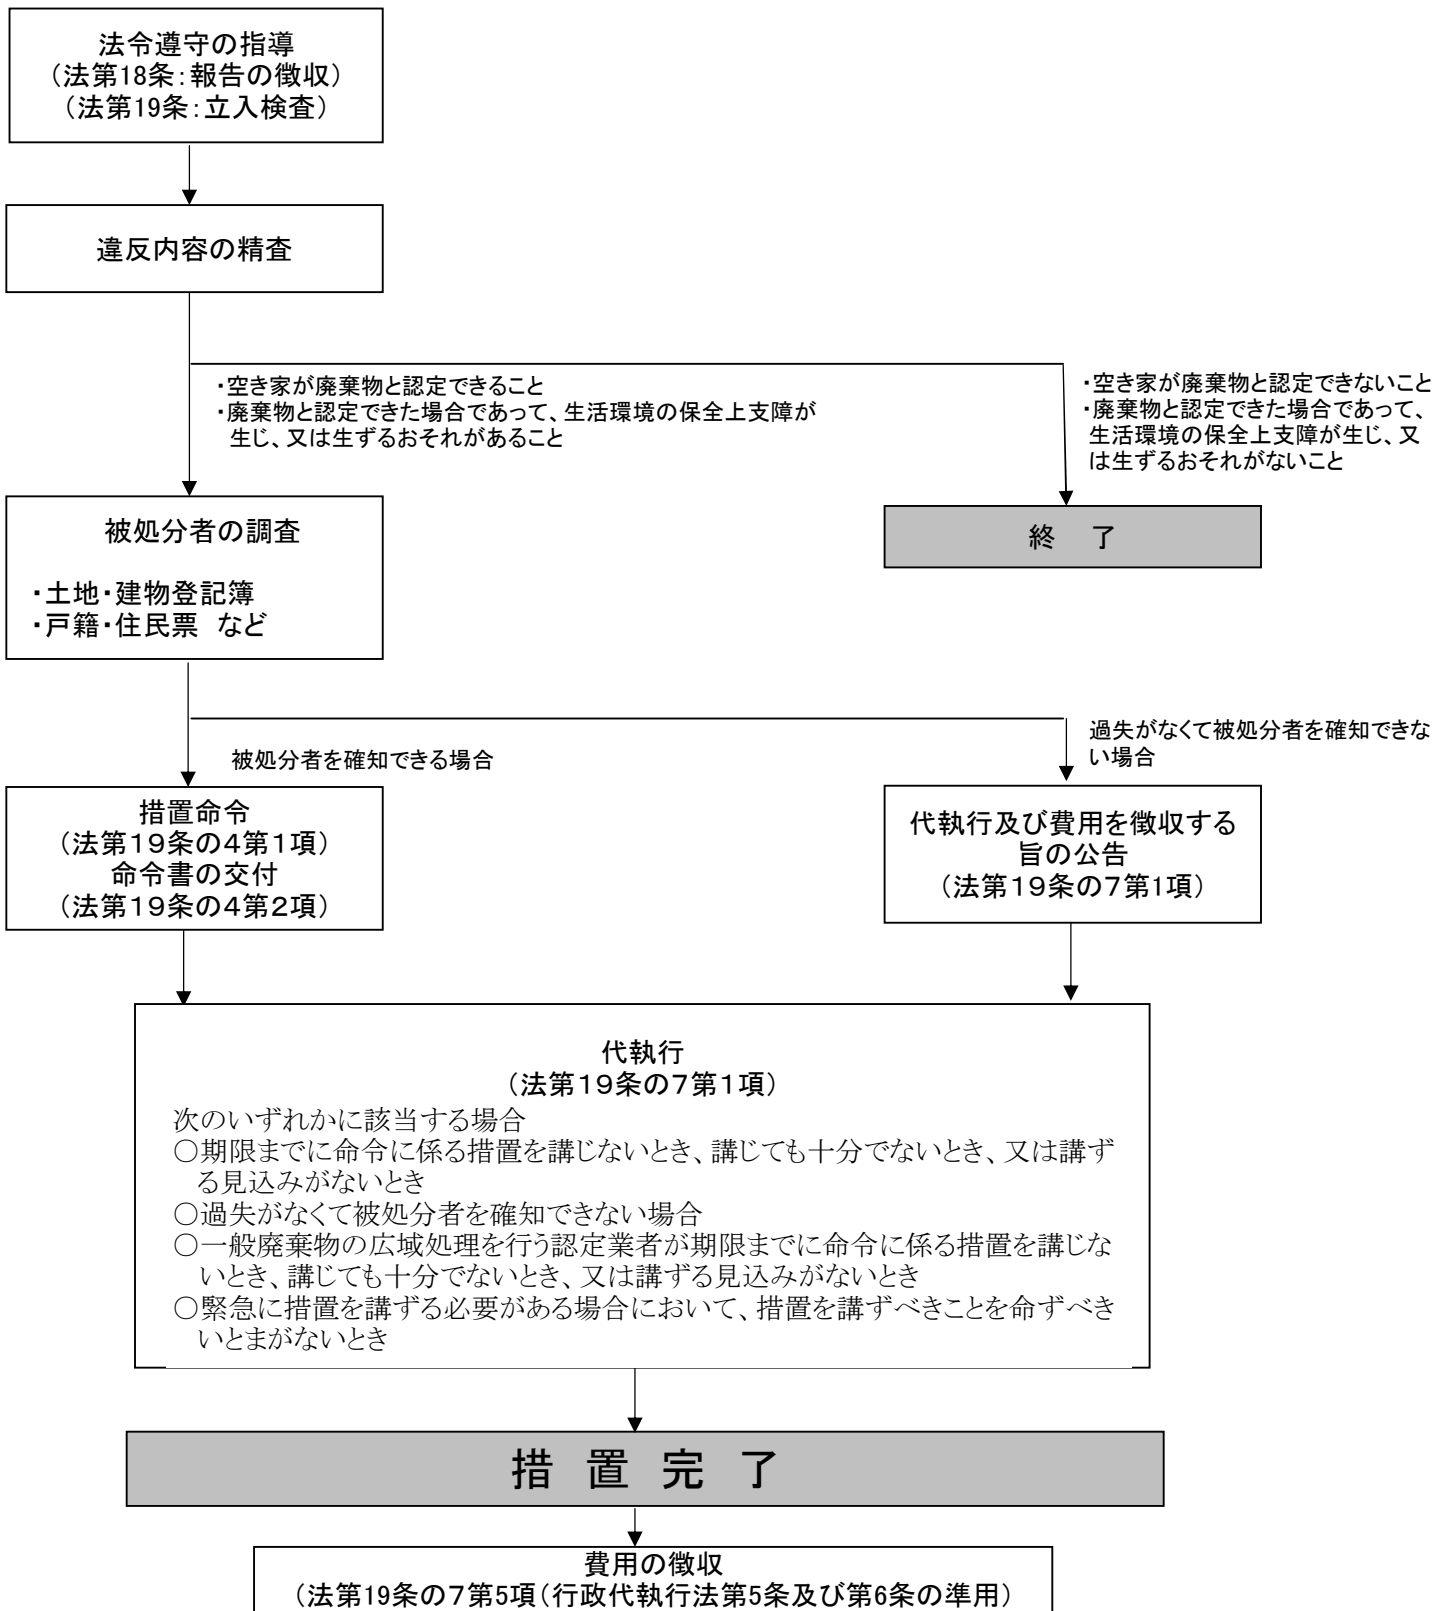 法令遵守の指導
（法第18条：報告の徴収）
（法第19条：立入検査）
違反内容の精査
・空き家が廃棄物と認定できること
・廃棄物と認定できた場合であって、生活環境の保全上支障が
生じ、又は生ずるおそれがあること
・空き家が廃棄物と認定できないこと
・廃棄物と認定できた場合であって、
生活環境の保全上支障が生じ、又
は生ずるおそれがないこと
被処分者の調査
・土地・建物登記簿
・戸籍・住民票　など
終　了
被処分者を確知できる場合
過失がなくて被処分者を確知できな
い場合
措置命令
（法第１９条の４第１項）
命令書の交付
（法第１９条の４第２項）
代執行及び費用を徴収する
旨の公告
（法第１９条の７第1項）
代執行
（法第１９条の７第１項）
次のいずれかに該当する場合
○期限までに命令に係る措置を講じないとき、講じても十分でないとき、又は講ず
る見込みがないとき
○過失がなくて被処分者を確知できない場合
○一般廃棄物の広域処理を行う認定業者が期限までに命令に係る措置を講じな
いとき、講じても十分でないとき、又は講ずる見込みがないとき
○緊急に措置を講ずる必要がある場合において、措置を講ずべきことを命ずべき
いとまがないとき
措　置　完　了
費用の徴収
（法第19条の７第５項（行政代執行法第5条及び第6条の準用）